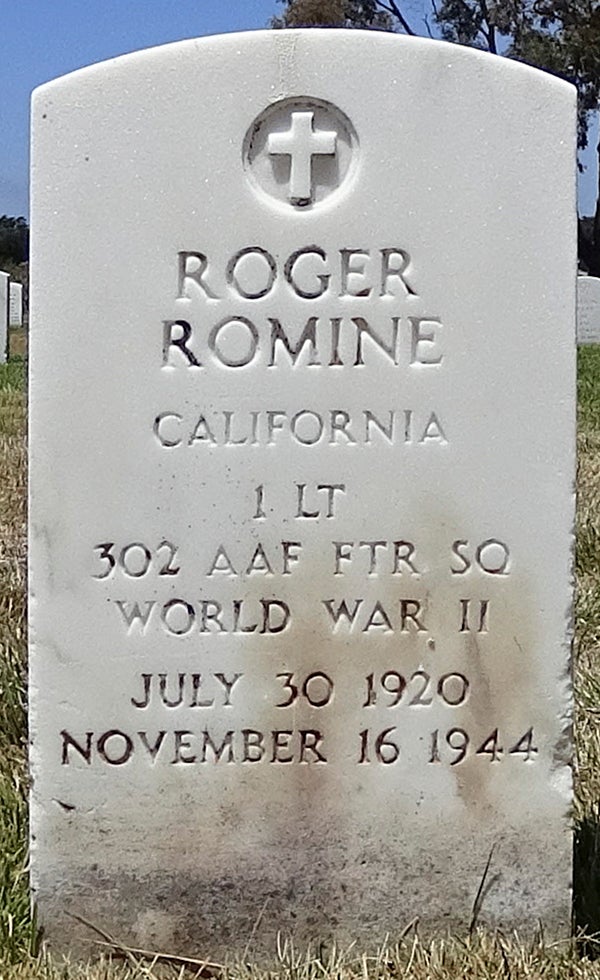 ROGER
ROMINE
CALIFORNIA
1 LT
302 AAF FTR SQ
WORLD WAR II
JULY 30 1920
NOVEMBER 16 1944